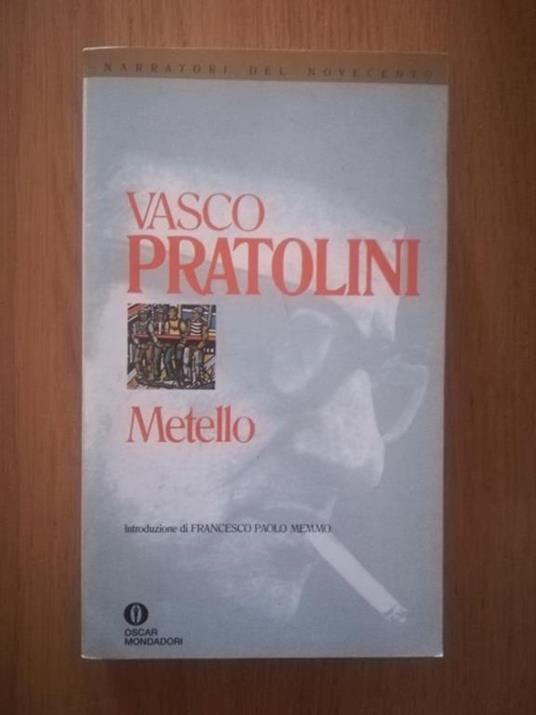 NARRATORI DEL NOVECENTO
VASCO
PRATOLINI
Metello
Introduzione di FRANCESCO PAOLO MEMMO
OSCAR
MONDADORI